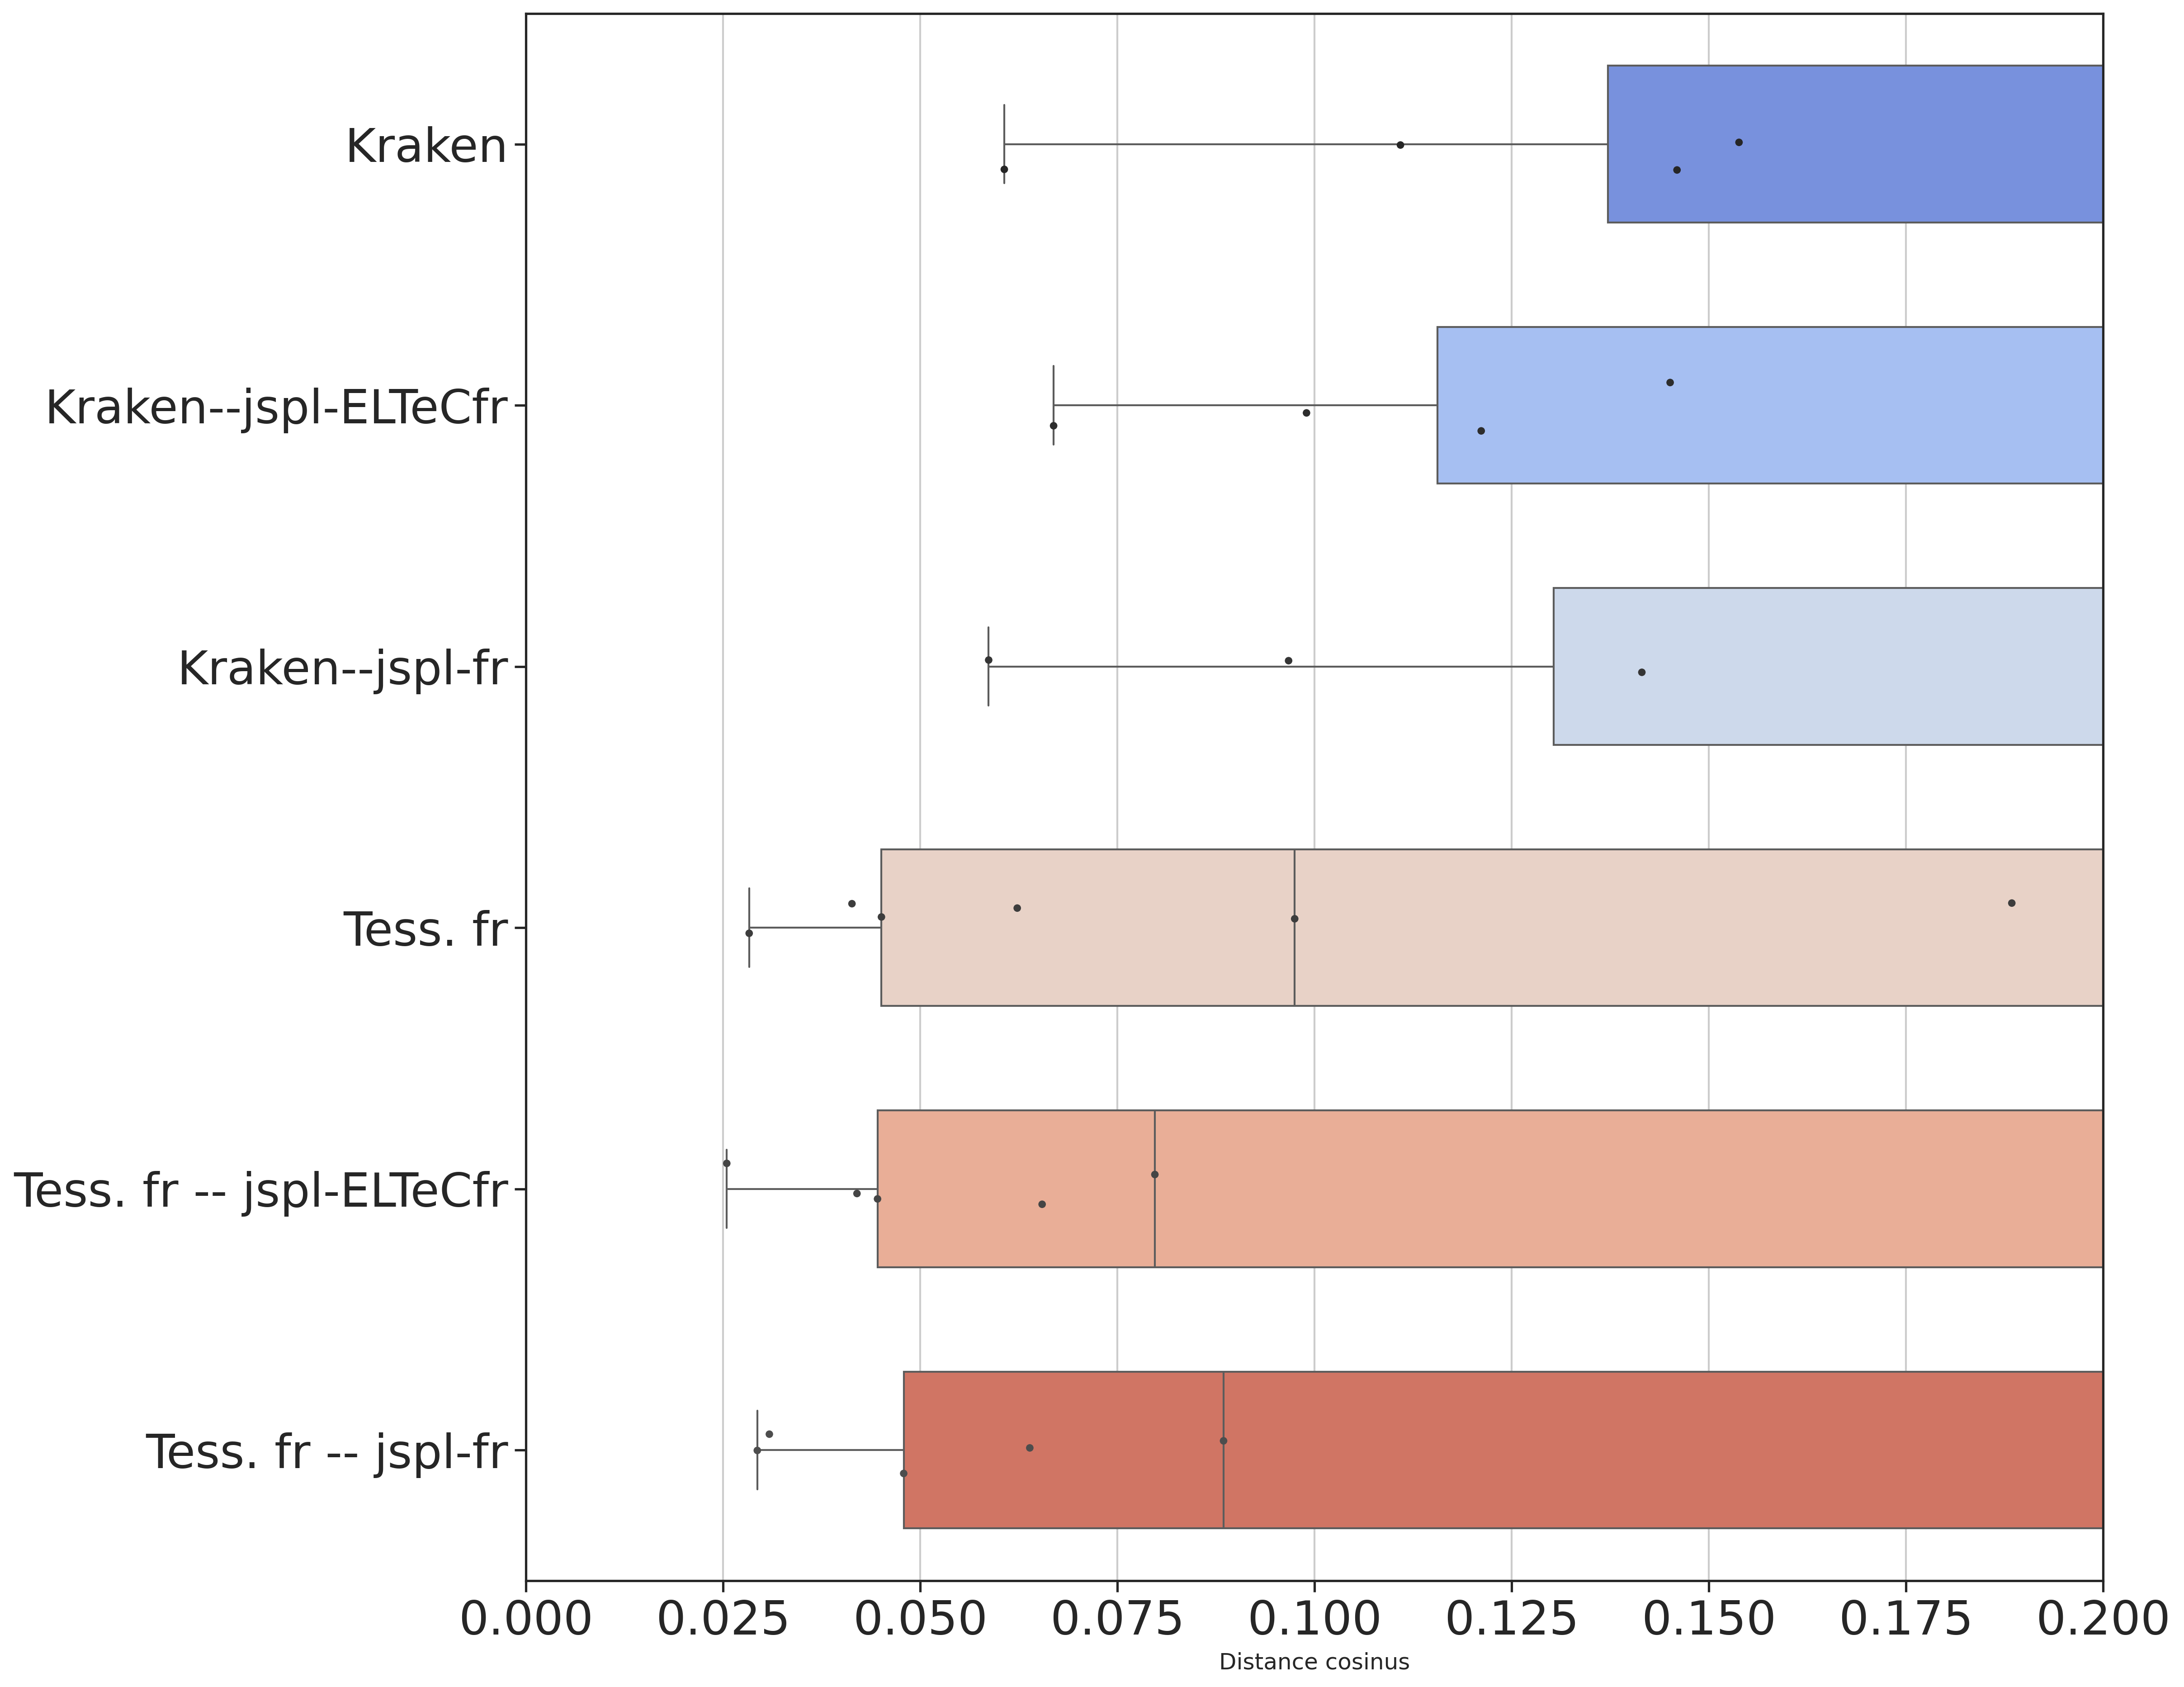 Kraken
Kraken--jspl-ELTeCfr
Kraken--jspl-fr
Tess. fr
Tess. fr -- jspl-ELTeCfr
Tess. fr -- jspl-fr
0.000 0.025 0.050 0.075 0.100 0.125 0.150 0.175 0.200
Distance cosinus